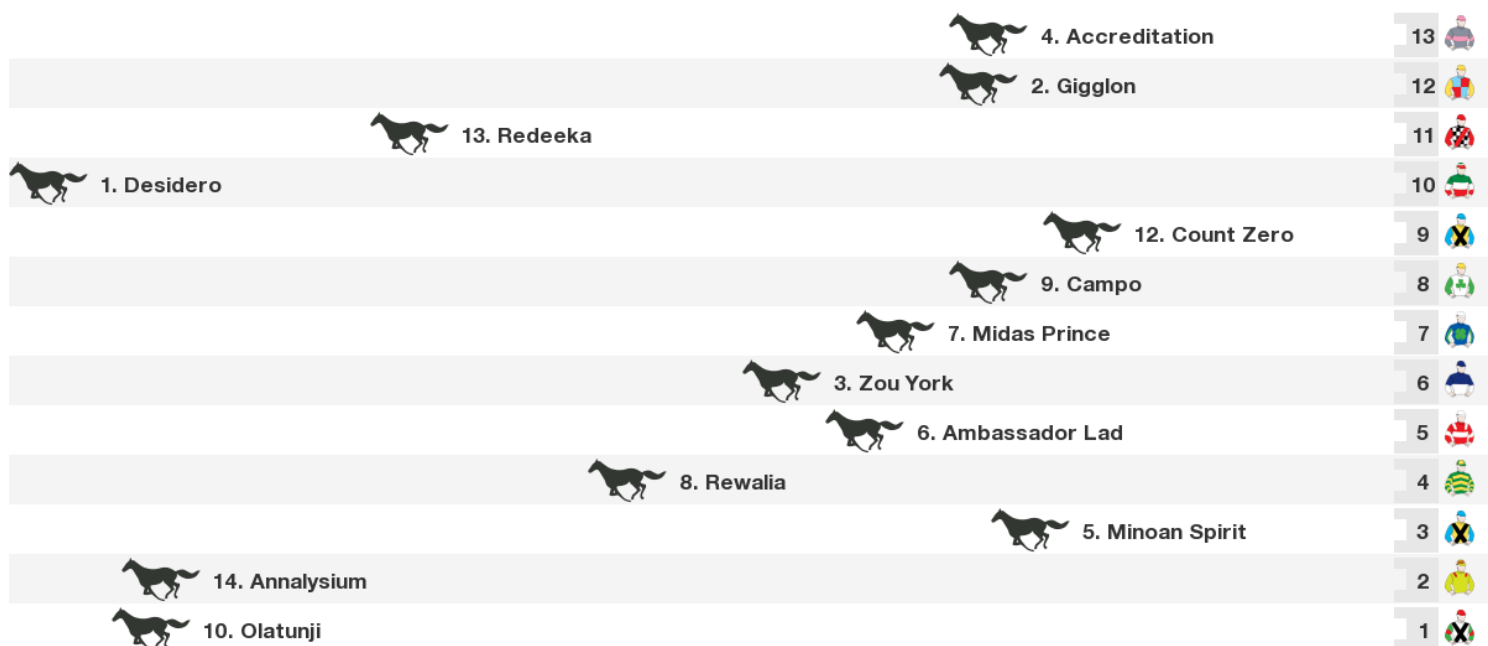 4. Accreditation 13
2. Gigglon 12
13. Redeeka 11
1. Desidero 10
12. Count Zero 9
9. Campo 8
7. Midas Prince 7
3. Zou York 6
6. Ambassador Lad 5
8. Rewalia 4
5. Minoan Spirit 3
14. Annalysium 2
10. Olatunji 1